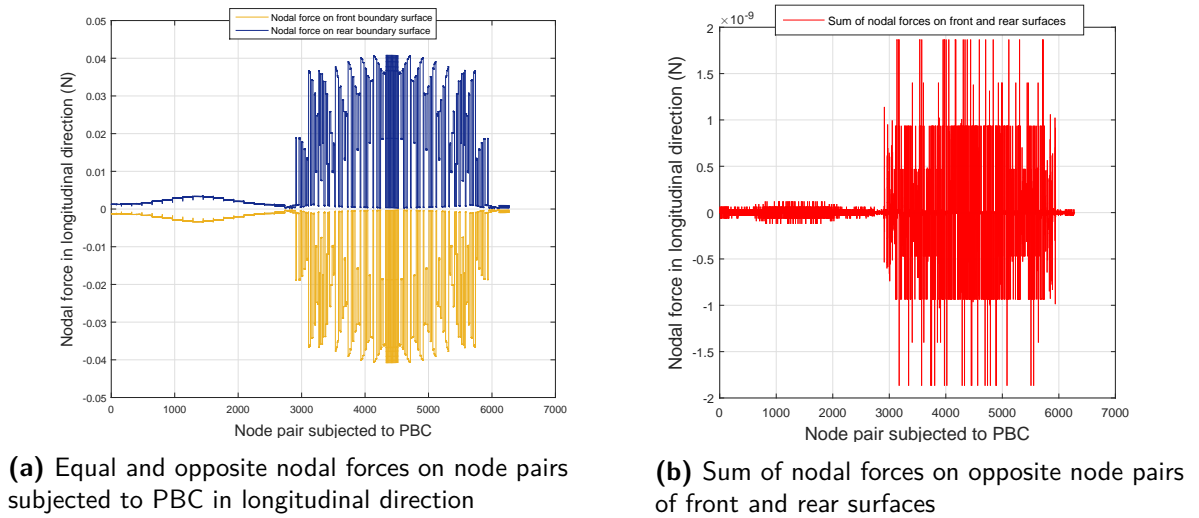 Nodal force on front boundary surface
Nodal force on rear boundary surface
0.05
0.04
0.03
0.02
0.01
0
-0.01
-0.02
-0.03
-0.04
-0.05
Nodal force in longitudinal direction (N)
0 1000 2000 3000 4000 5000 6000 7000
Node pair subjected to PBC
(a) Equal and opposite nodal forces on node pairs
subjected to PBC in longitudinal direction
×10^-9
Sum of nodal forces on front and rear surfaces
2
1.5
1
0.5
0
-0.5
-1
-1.5
-2
Nodal force in longitudinal direction (N)
0 1000 2000 3000 4000 5000 6000 7000
Node pair subjected to PBC
(b) Sum of nodal forces on opposite node pairs
of front and rear surfaces